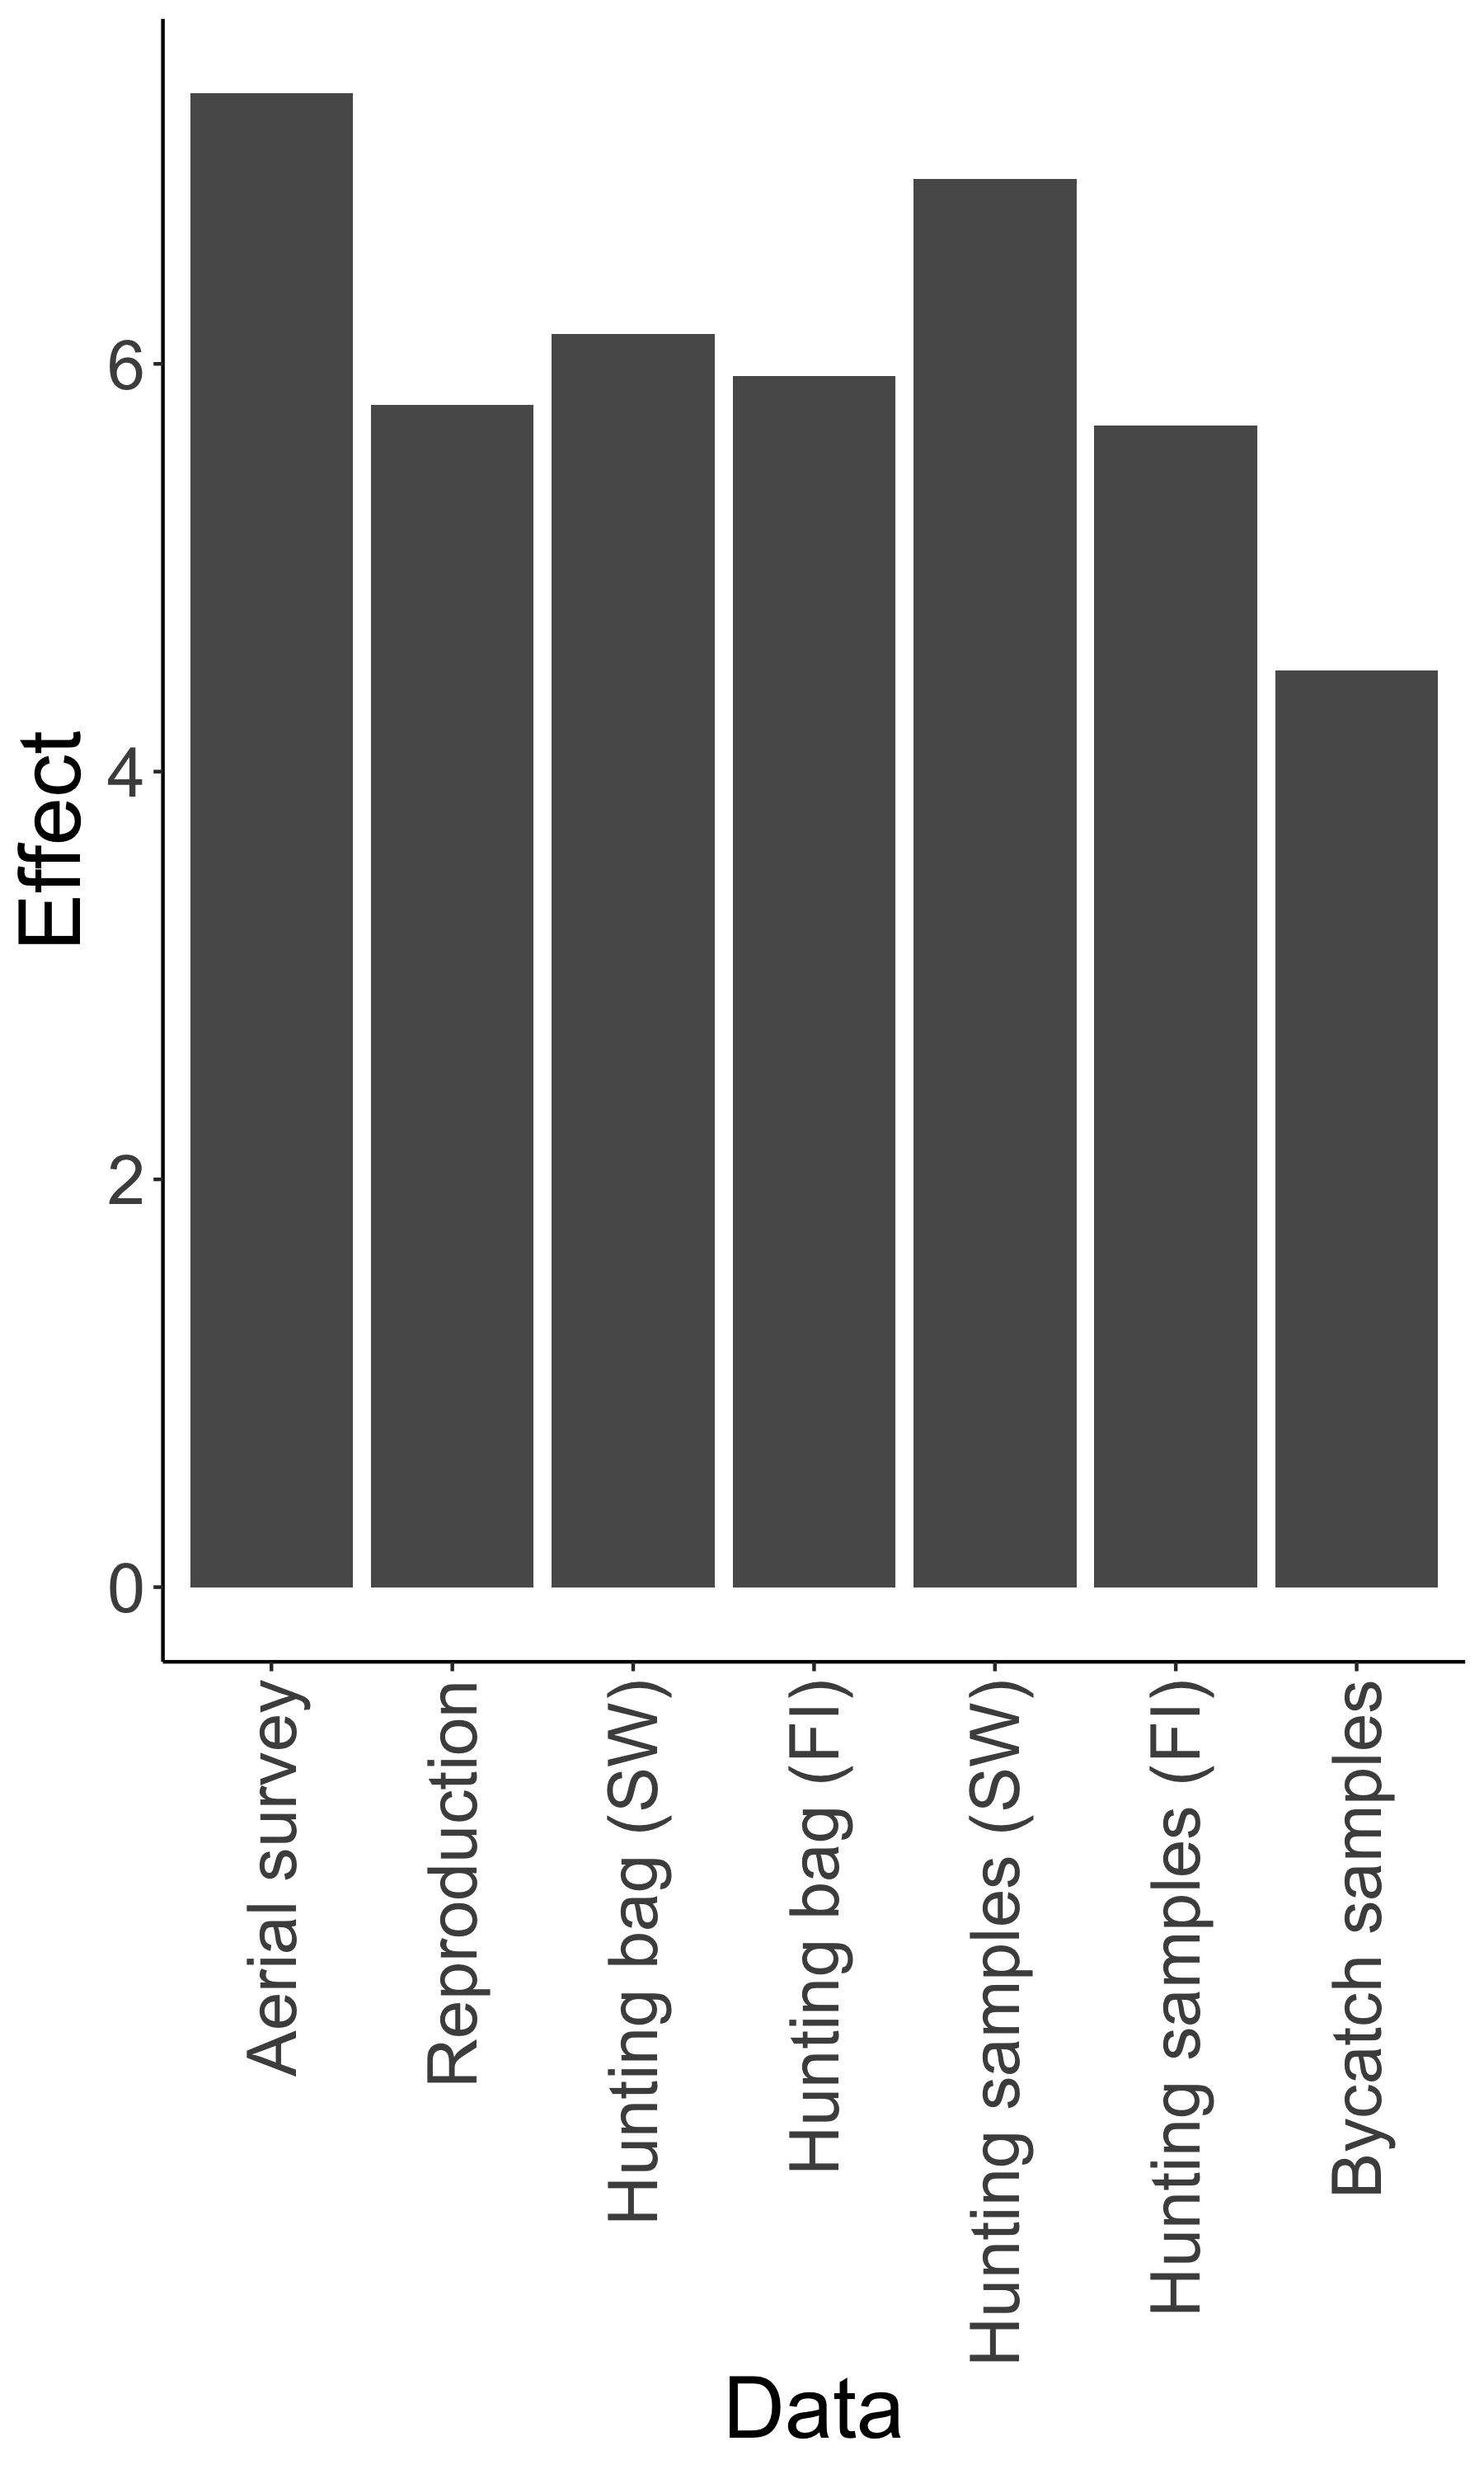 Effect
6
4
2
0
Aerial survey
Reproduction
Hunting bag (SW)
Hunting bag (FI)
Hunting samples (SW)
Hunting samples (FI)
Bycatch samples
Data